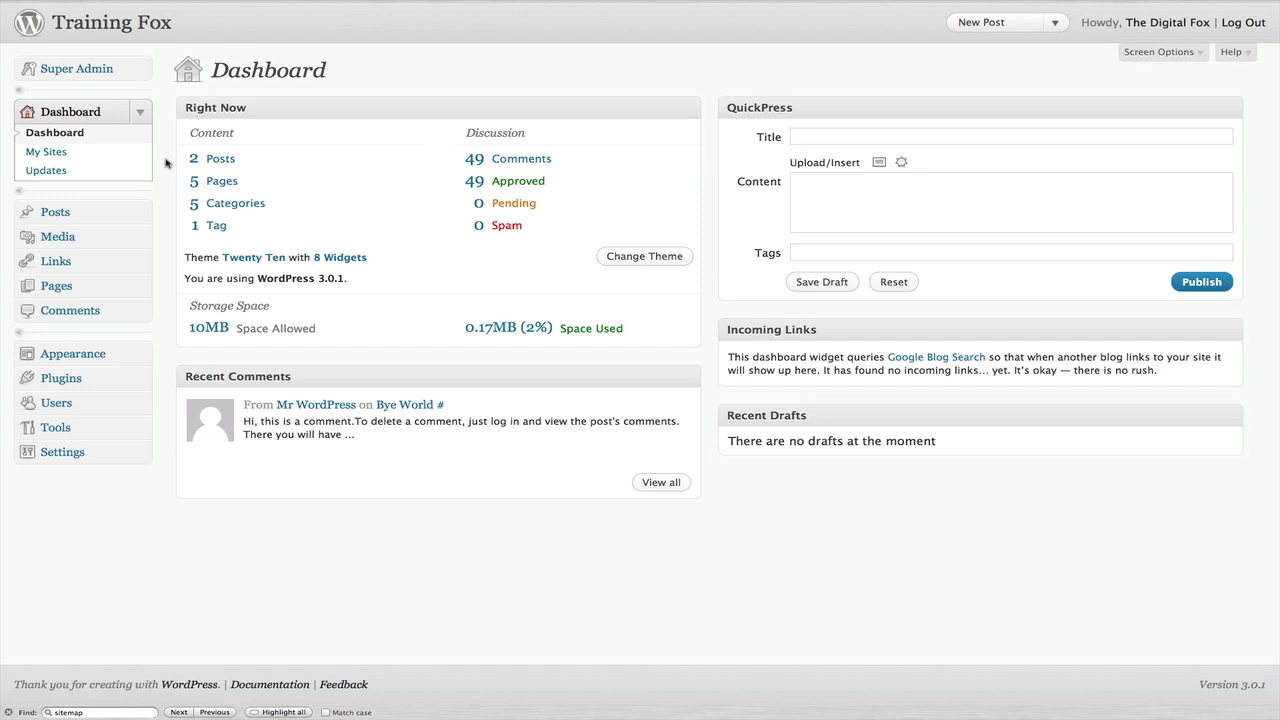 Training Fox
New Post
Howdy, The Digital Fox | Log Out
Screen Options
Help
Super Admin
Dashboard
Dashboard
My Sites
Updates
Posts
Media
Links
Pages
Comments
Appearance
Plugins
Users
Tools
Settings
Dashboard
Right Now
Content
Discussion
2 Posts
49 Comments
5 Pages
49 Approved
5 Categories
0 Pending
1 Tag
0 Spam
Theme Twenty Ten with 8 Widgets
Change Theme
You are using WordPress 3.0.1.
Storage Space
10MB Space Allowed
0.17MB (2%) Space Used
Recent Comments
From Mr WordPress on Bye World #
Hi, this is a comment.To delete a comment, just log in and view the post's comments.
There you will have ...
View all
QuickPress
Title
Upload/Insert
Content
Tags
Save Draft
Reset
Publish
Incoming Links
This dashboard widget queries Google Blog Search so that when another blog links to your site it
will show up here. It has found no incoming links... yet. It's okay — there is no rush.
Recent Drafts
There are no drafts at the moment
Thank you for creating with WordPress. | Documentation | Feedback
Version 3.0.1
Find: sitemap Next Previous Highlight all Match case